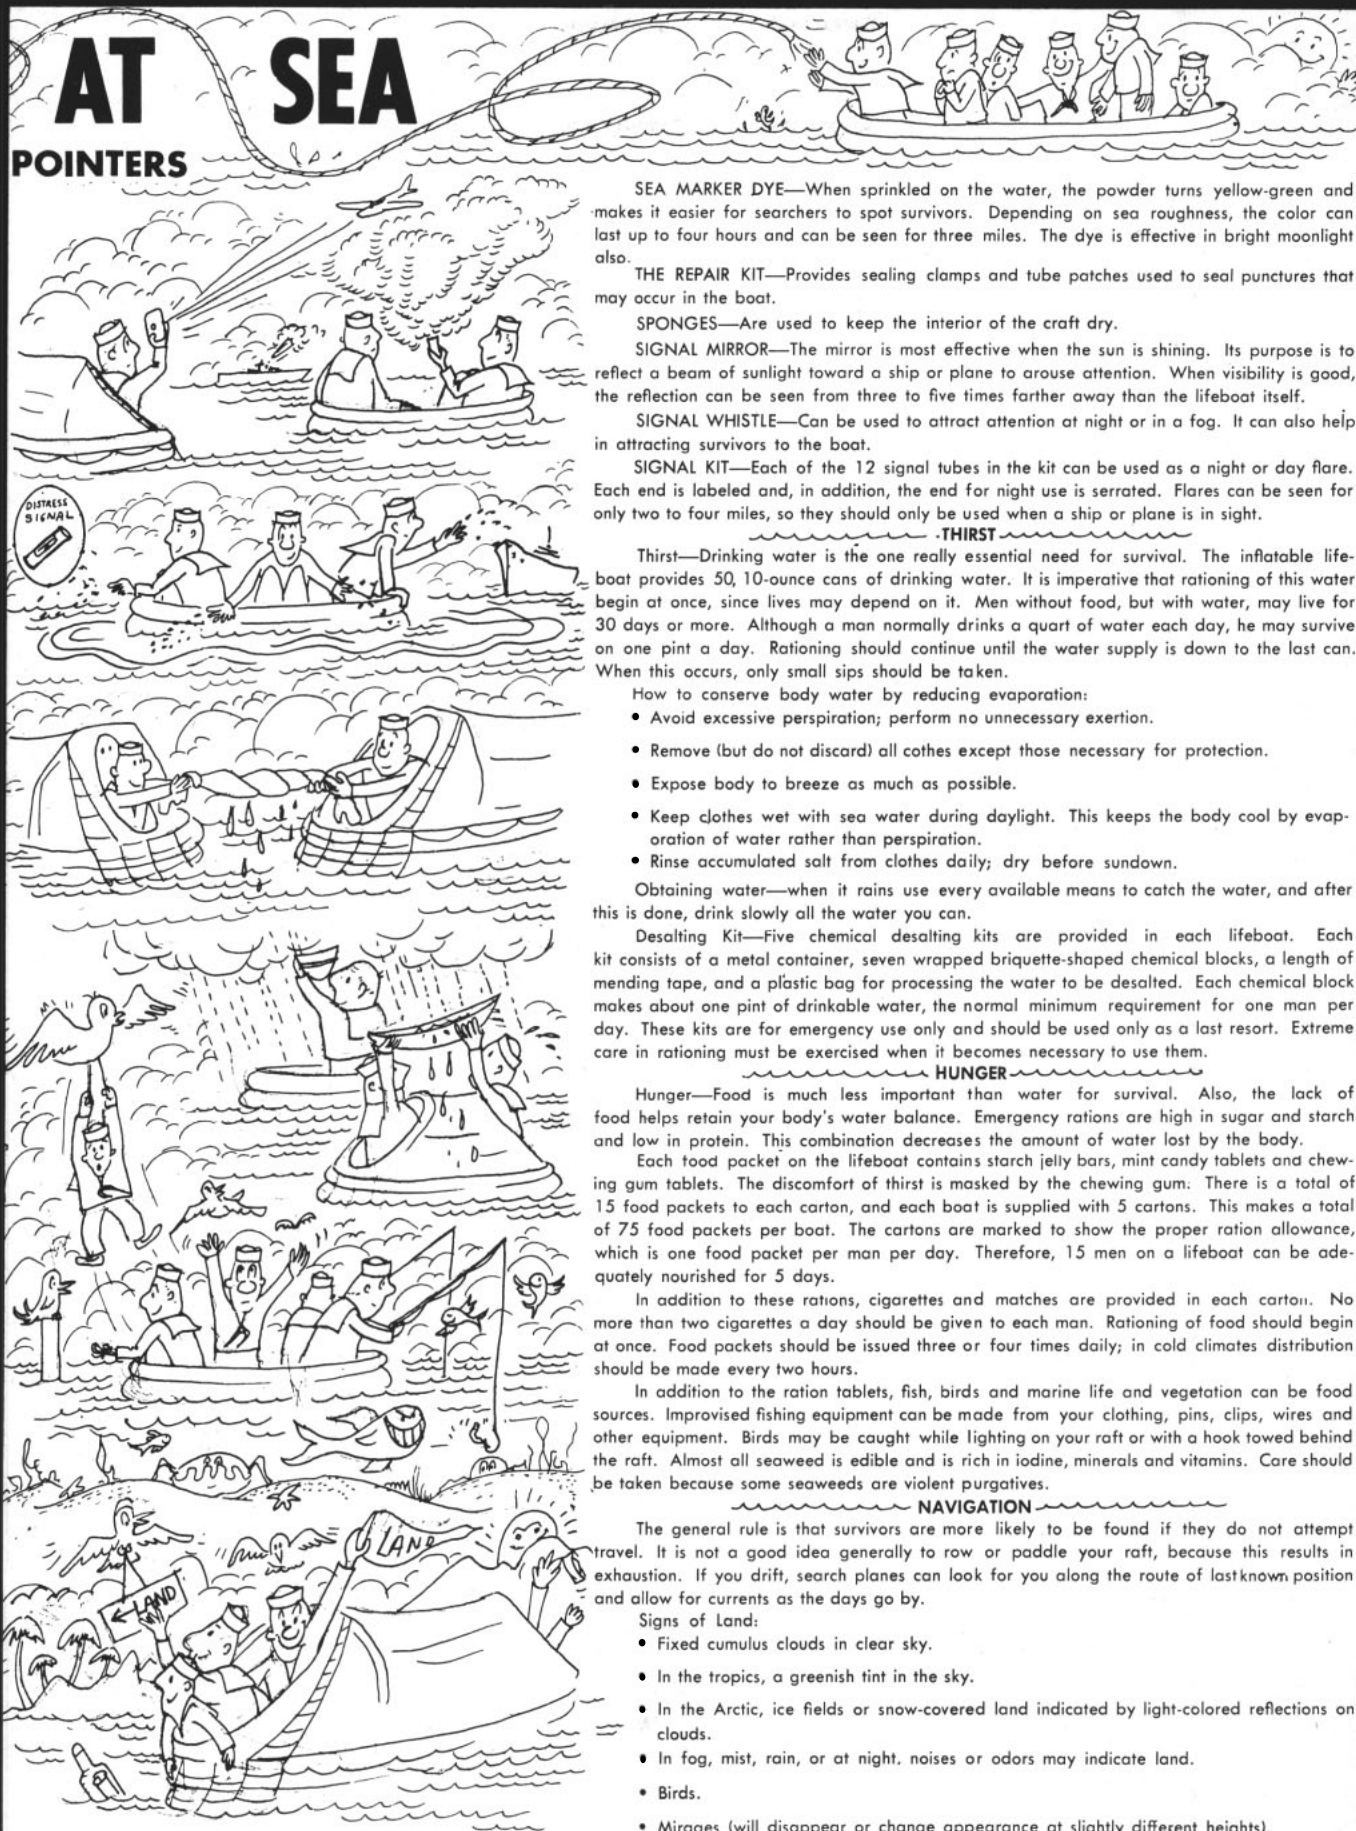 AT SEA
POINTERS
SEA MARKER DYE—When sprinkled on the water, the powder turns yellow-green and
makes it easier for searchers to spot survivors. Depending on sea roughness, the color can
last up to four hours and can be seen for three miles. The dye is effective in bright moonlight
also.
THE REPAIR KIT—Provides sealing clamps and tube patches used to seal punctures that
may occur in the boat.
SPONGES—Are used to keep the interior of the craft dry.
SIGNAL MIRROR—The mirror is most effective when the sun is shining. Its purpose is to
reflect a beam of sunlight toward a ship or plane to arouse attention. When visibility is good,
the reflection can be seen from three to five times farther away than the lifeboat itself.
SIGNAL WHISTLE—Can be used to attract attention at night or in a fog. It can also help
in attracting survivors to the boat.
SIGNAL KIT—Each of the 12 signal tubes in the kit can be used as a night or day flare.
Each end is labeled and, in addition, the end for night use is serrated. Flares can be seen for
only two to four miles, so they should only be used when a ship or plane is in sight.
DISTRESS
SIGNAL
THIRST
Thirst—Drinking water is the one really essential need for survival. The inflatable life-
boat provides 50, 10-ounce cans of drinking water. It is imperative that rationing of this water
begin at once, since lives may depend on it. Men without food, but with water, may live for
30 days or more. Although a man normally drinks a quart of water each day, he may survive
on one pint a day. Rationing should continue until the water supply is down to the last can.
When this occurs, only small sips should be taken.
How to conserve body water by reducing evaporation:
• Avoid excessive perspiration; perform no unnecessary exertion.
• Remove (but do not discard) all cothes except those necessary for protection.
• Expose body to breeze as much as possible.
• Keep clothes wet with sea water during daylight. This keeps the body cool by evap-
oration of water rather than perspiration.
• Rinse accumulated salt from clothes daily; dry before sundown.
Obtaining water—when it rains use every available means to catch the water, and after
this is done, drink slowly all the water you can.
Desalting Kit—Five chemical desalting kits are provided in each lifeboat. Each
kit consists of a metal container, seven wrapped briquette-shaped chemical blocks, a length of
mending tape, and a plastic bag for processing the water to be desalted. Each chemical block
makes about one pint of drinkable water, the normal minimum requirement for one man per
day. These kits are for emergency use only and should be used only as a last resort. Extreme
care in rationing must be exercised when it becomes necessary to use them.
HUNGER
Hunger—Food is much less important than water for survival. Also, the lack of
food helps retain your body's water balance. Emergency rations are high in sugar and starch
and low in protein. This combination decreases the amount of water lost by the body.
Each food packet on the lifeboat contains starch jelly bars, mint candy tablets and chew-
ing gum tablets. The discomfort of thirst is masked by the chewing gum. There is a total of
15 food packets to each carton, and each boat is supplied with 5 cartons. This makes a total
of 75 food packets per boat. The cartons are marked to show the proper ration allowance,
which is one food packet per man per day. Therefore, 15 men on a lifeboat can be ade-
quately nourished for 5 days.
In addition to these rations, cigarettes and matches are provided in each carton. No
more than two cigarettes a day should be given to each man. Rationing of food should begin
at once. Food packets should be issued three or four times daily; in cold climates distribution
should be made every two hours.
In addition to the ration tablets, fish, birds and marine life and vegetation can be food
sources. Improvised fishing equipment can be made from your clothing, pins, clips, wires and
other equipment. Birds may be caught while lighting on your raft or with a hook towed behind
the raft. Almost all seaweed is edible and is rich in iodine, minerals and vitamins. Care should
be taken because some seaweeds are violent purgatives.
NAVIGATION
The general rule is that survivors are more likely to be found if they do not attempt
travel. It is not a good idea generally to row or paddle your raft, because this results in
exhaustion. If you drift, search planes can look for you along the route of last known position
and allow for currents as the days go by.
LAND
←LAND
Signs of Land:
• Fixed cumulus clouds in clear sky.
• In the tropics, a greenish tint in the sky.
• In the Arctic, ice fields or snow-covered land indicated by light-colored reflections on
clouds.
• In fog, mist, rain, or at night. noises or odors may indicate land.
• Birds.
• Mirages (will disappear or change appearance at slightly different heights)